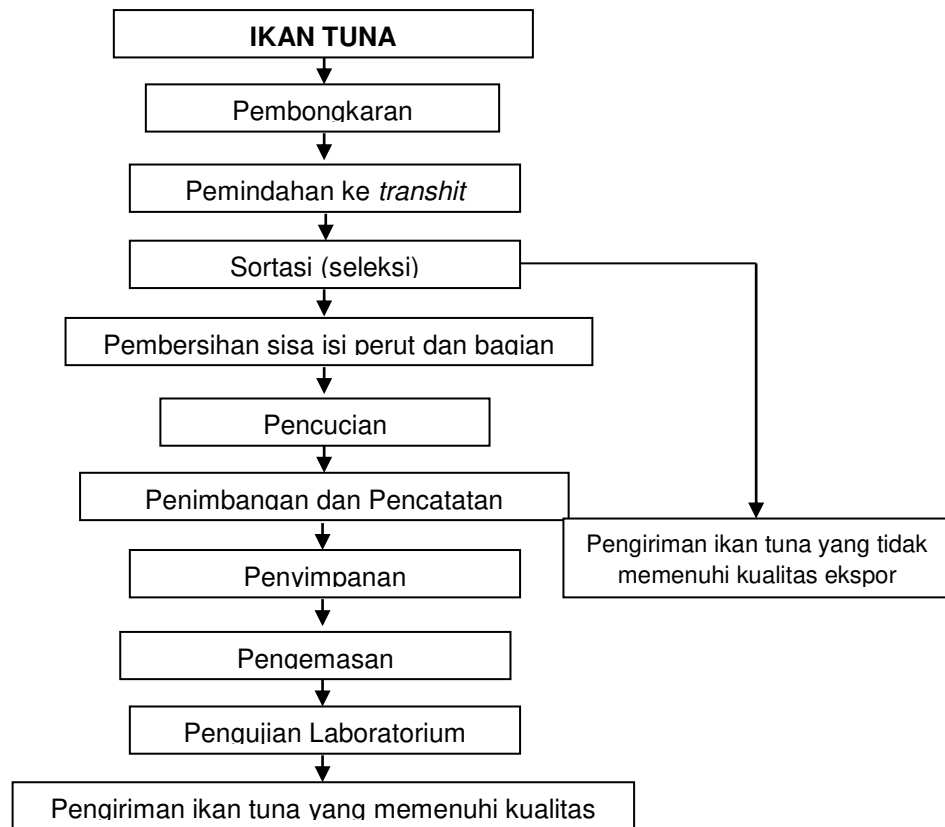 IKAN TUNA
Pembongkaran
Pemindahan ke transhit
Sortasi (seleksi)
Pembersihan sisa isi perut dan bagian
Pencucian
Penimbangan dan Pencatatan
Pengiriman ikan tuna yang tidak
memenuhi kualitas ekspor
Penyimpanan
Pengemasan
Pengujian Laboratorium
Pengiriman ikan tuna yang memenuhi kualitas